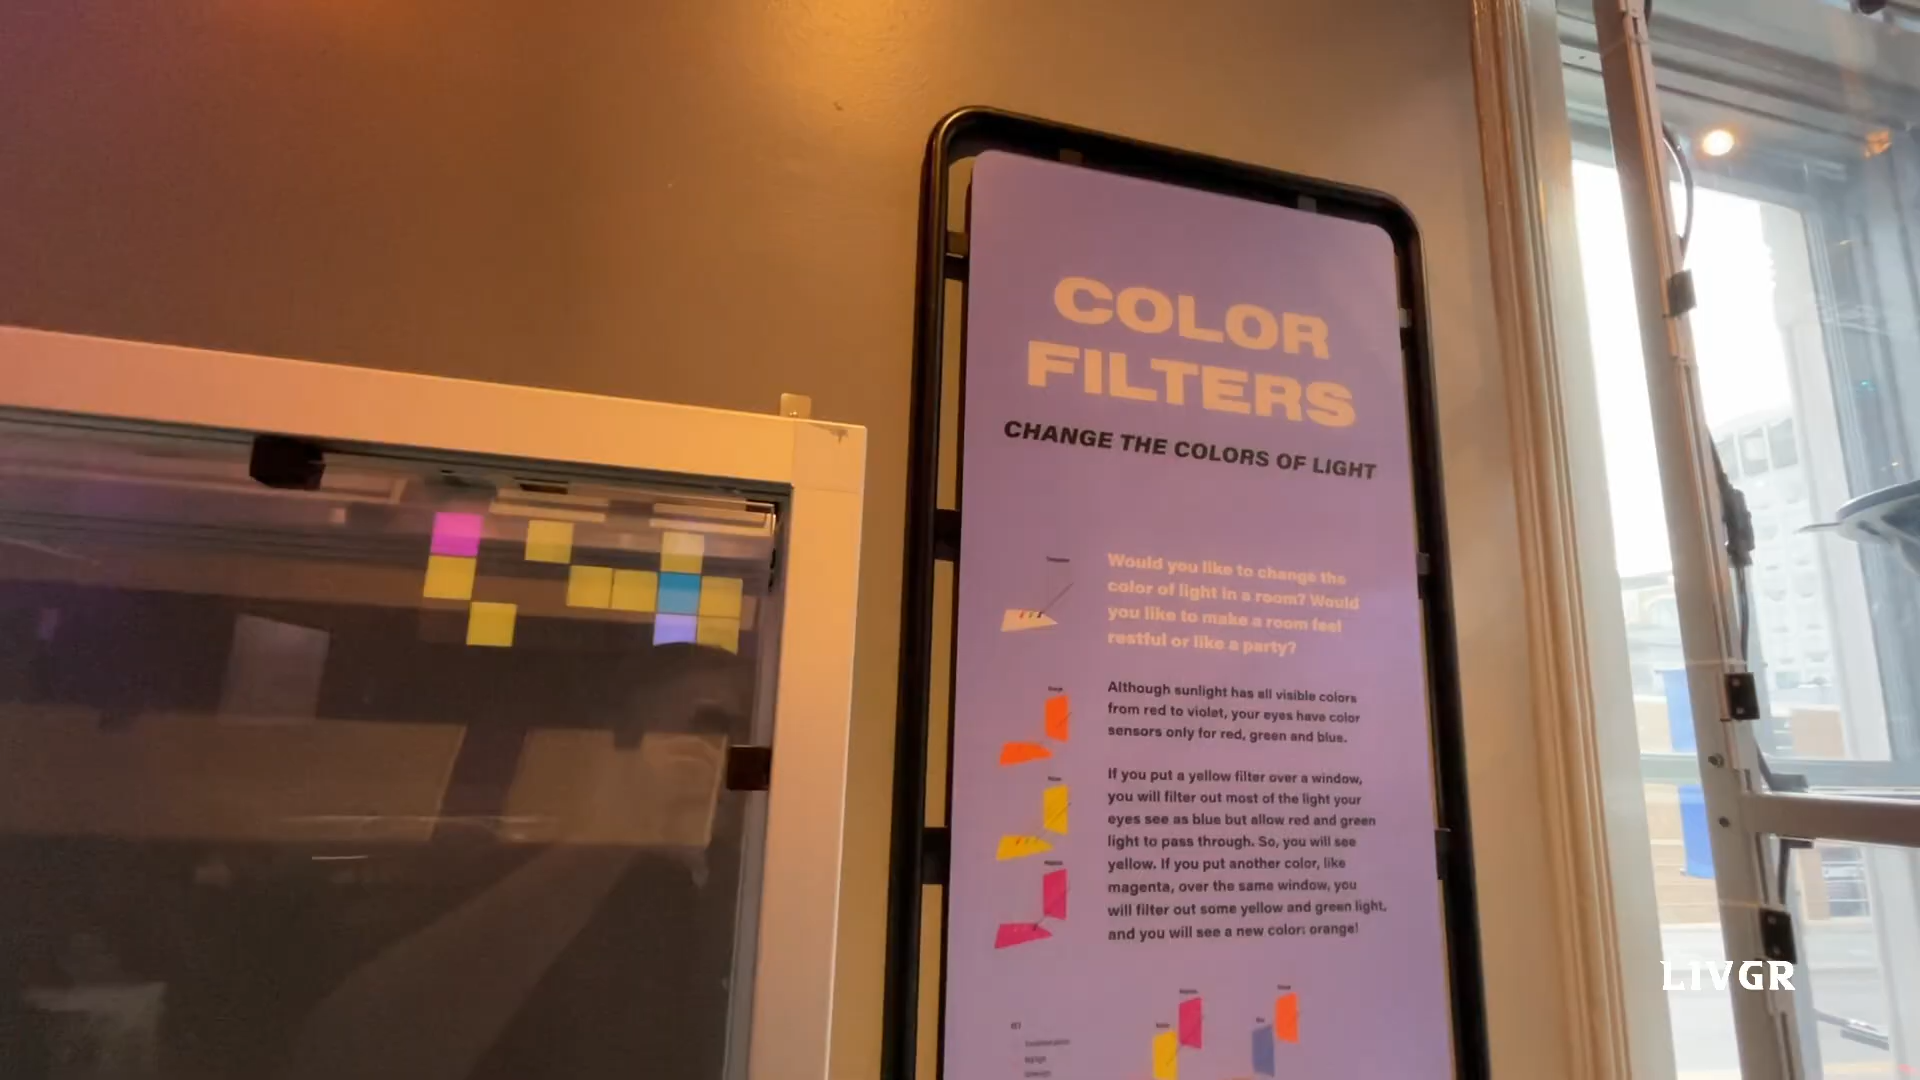 COLOR
FILTERS
CHANGE THE COLORS OF LIGHT
Would you like to change the
color of light in a room? Would
you like to make a room feel
restful or like a party?
Although sunlight has all visible colors
from red to violet, your eyes have color
sensors only for red, green and blue.
If you put a yellow filter over a window,
you will filter out most of the light your
eyes see as blue but allow red and green
light to pass through. So, you will see
yellow. If you put another color, like
magenta, over the same window, you
will filter out some yellow and green light,
and you will see a new color: orange!
LIVGR